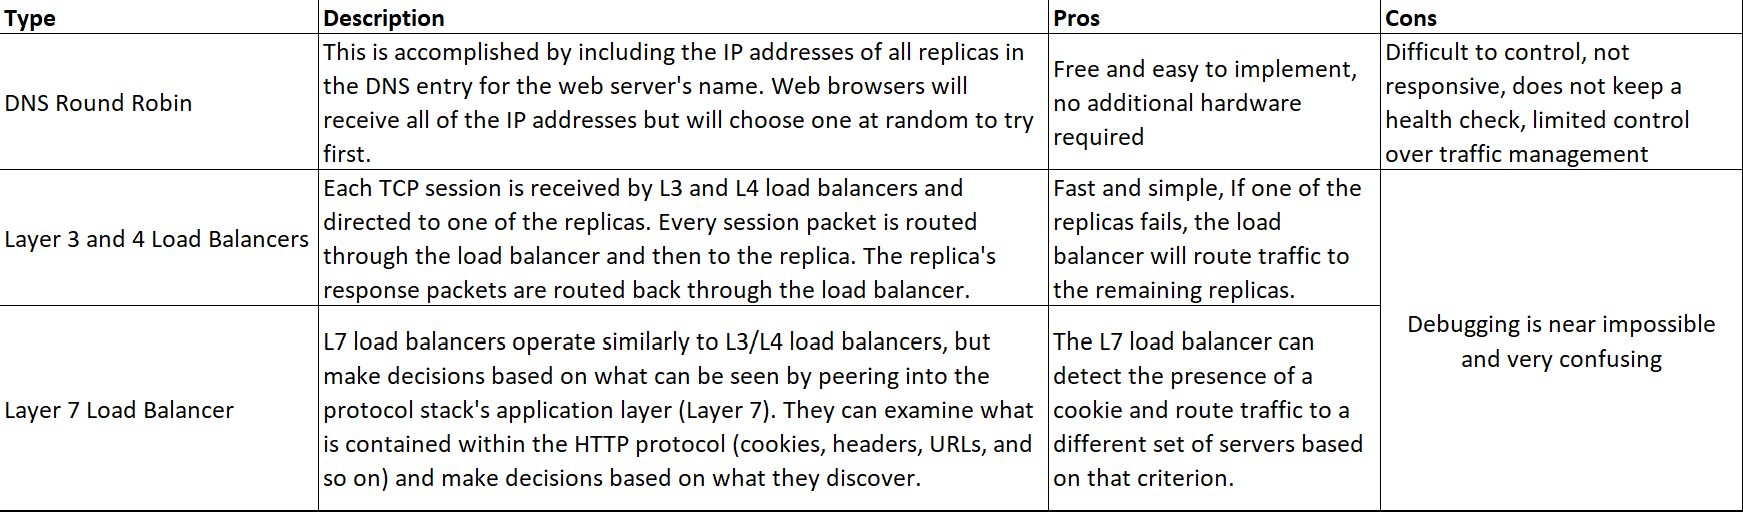 Type
Description
Pros
Cons
DNS Round Robin
This is accomplished by including the IP addresses of all replicas in
the DNS entry for the web server's name. Web browsers will
receive all of the IP addresses but will choose one at random to try
first.
Free and easy to implement,
no additional hardware
required
Difficult to control, not
responsive, does not keep a
health check, limited control
over traffic management
Layer 3 and 4 Load Balancers
Each TCP session is received by L3 and L4 load balancers and
directed to one of the replicas. Every session packet is routed
through the load balancer and then to the replica. The replica's
response packets are routed back through the load balancer.
Fast and simple, If one of the
replicas fails, the load
balancer will route traffic to
the remaining replicas.
Debugging is near impossible
and very confusing
Layer 7 Load Balancer
L7 load balancers operate similarly to L3/L4 load balancers, but
make decisions based on what can be seen by peering into the
protocol stack's application layer (Layer 7). They can examine what
is contained within the HTTP protocol (cookies, headers, URLs, and
so on) and make decisions based on what they discover.
The L7 load balancer can
detect the presence of a
cookie and route traffic to a
different set of servers based
on that criterion.